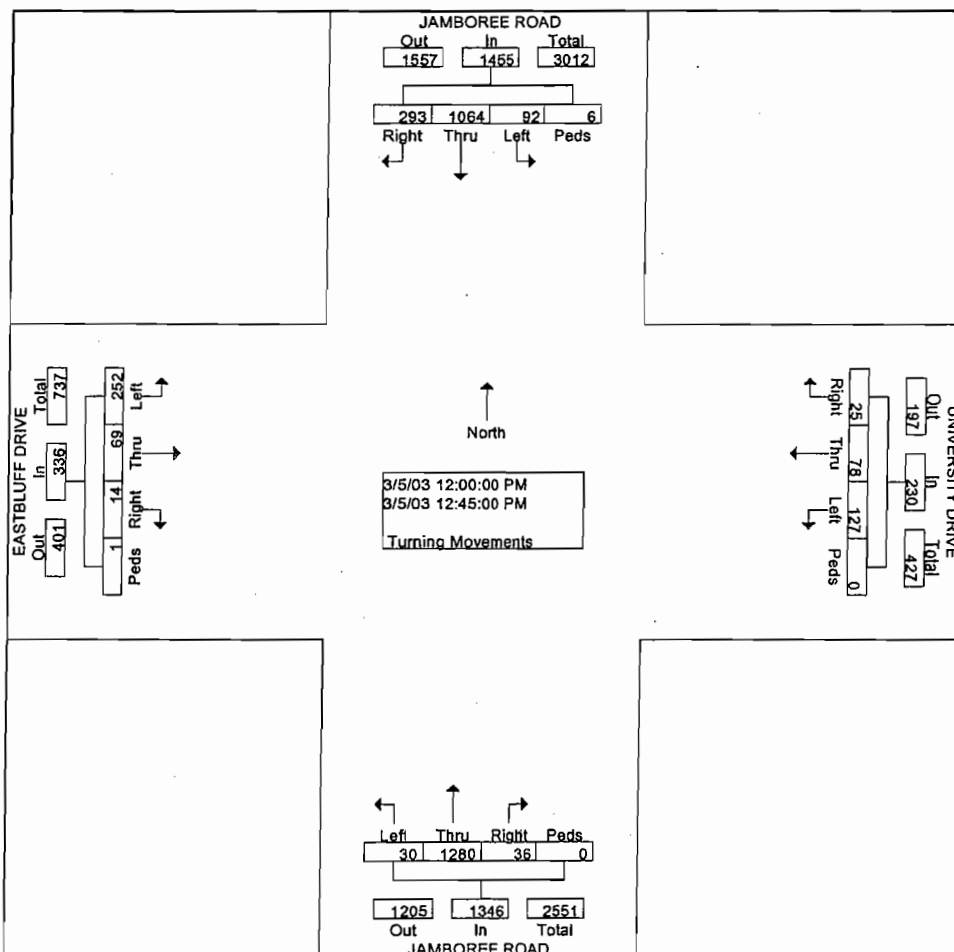 JAMBOREE ROAD
Out In Total
1557 1455 3012
293 1064 92 6
Right Thru Left Peds
EASTBLUFF DRIVE
Total In Out
737 336 401
252 69 14 1
Left Thru Right Peds
North
3/5/03 12:00:00 PM
3/5/03 12:45:00 PM
Turning Movements
Right Thru Left Peds
25 78 127 0
197 230 427
Out In Total
UNIVERSITY DRIVE
Left Thru Right Peds
30 1280 36 0
1205 1346 2551
Out In Total
JAMBOREE ROAD